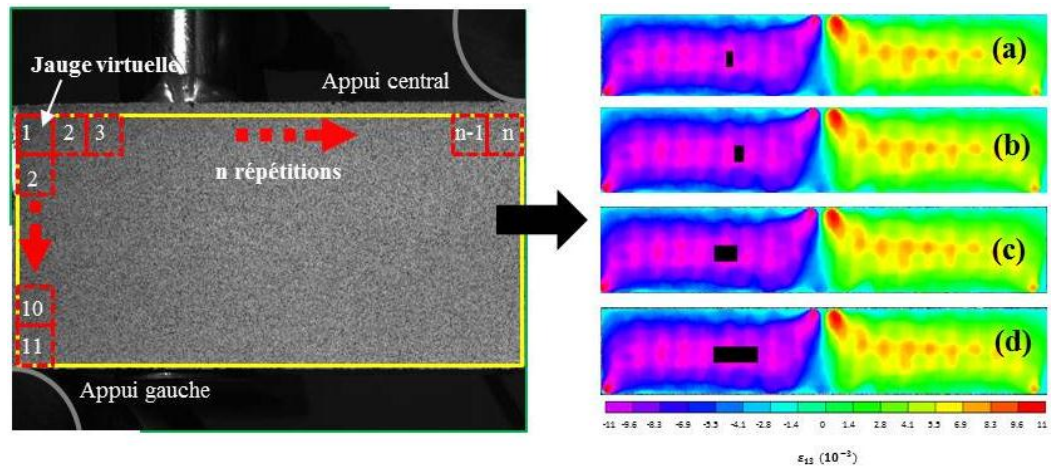 Jauge virtuelle
Appui central
1 2 3 n-1 n
2
n répétitions
10
11
Appui gauche
(a)
(b)
(c)
(d)
-11 -9.6 -8.3 -6.9 -5.5 -4.1 -2.8 -1.4 0 1.4 2.8 4.1 5.5 6.9 8.3 9.6 11
ε₁₃ (10⁻³)